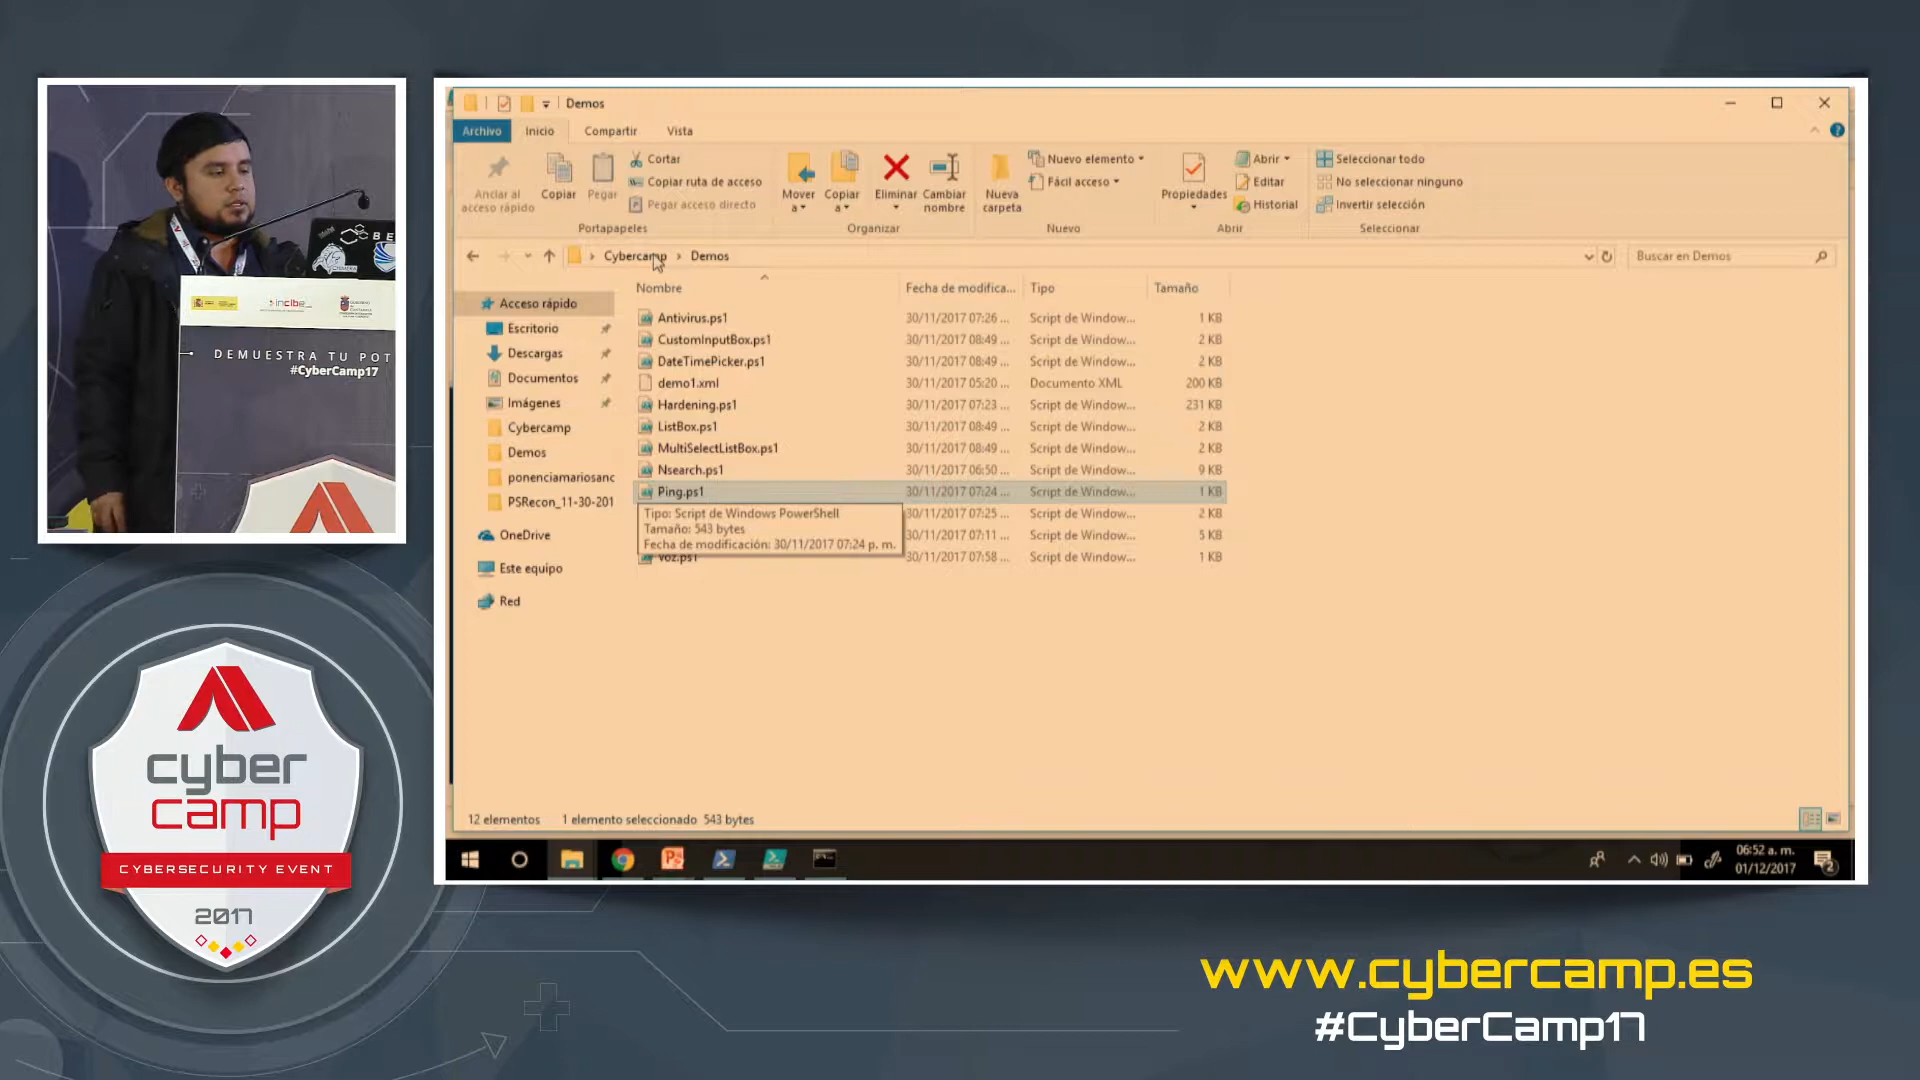 BE
CHIMERA
incibe
DEMUESTRA TU POT
#CyberCamp17
cyber
camp
CYBERSECURITY EVENT
2017
Demos
Archivo Inicio Compartir Vista
Anclar al acceso rápido
Copiar
Pegar
Cortar
Copiar ruta de acceso
Pegar acceso directo
Portapapeles
Mover a
Copiar a
Eliminar
Cambiar nombre
Organizar
Nueva carpeta
Nuevo elemento
Fácil acceso
Nuevo
Propiedades
Abrir
Editar
Historial
Abrir
Seleccionar todo
No seleccionar ninguno
Invertir selección
Seleccionar
Cybercamp > Demos
Buscar en Demos
Nombre Fecha de modifica... Tipo Tamaño
Acceso rápido
Escritorio
Descargas
Documentos
Imágenes
Cybercamp
Demos
ponenciamariosanc
PSRecon_11-30-201
OneDrive
Este equipo
Red
Antivirus.ps1 30/11/2017 07:26 ... Script de Window... 1 KB
CustomInputBox.ps1 30/11/2017 08:49 ... Script de Window... 2 KB
DateTimePicker.ps1 30/11/2017 08:49 ... Script de Window... 2 KB
demo1.xml 30/11/2017 05:20 ... Documento XML 200 KB
Hardening.ps1 30/11/2017 07:23 ... Script de Window... 231 KB
ListBox.ps1 30/11/2017 08:49 ... Script de Window... 2 KB
MultiSelectListBox.ps1 30/11/2017 08:49 ... Script de Window... 2 KB
Nsearch.ps1 30/11/2017 06:50 ... Script de Window... 9 KB
Ping.ps1 30/11/2017 07:24 ... Script de Window... 1 KB
30/11/2017 07:25 ... Script de Window... 2 KB
30/11/2017 07:11 ... Script de Window... 5 KB
Voz.ps1 30/11/2017 07:58 ... Script de Window... 1 KB
Tipo: Script de Windows PowerShell
Tamaño: 543 bytes
Fecha de modificación: 30/11/2017 07:24 p. m.
12 elementos 1 elemento seleccionado 543 bytes
06:52 a. m.
01/12/2017
2
www.cybercamp.es
#CyberCamp17